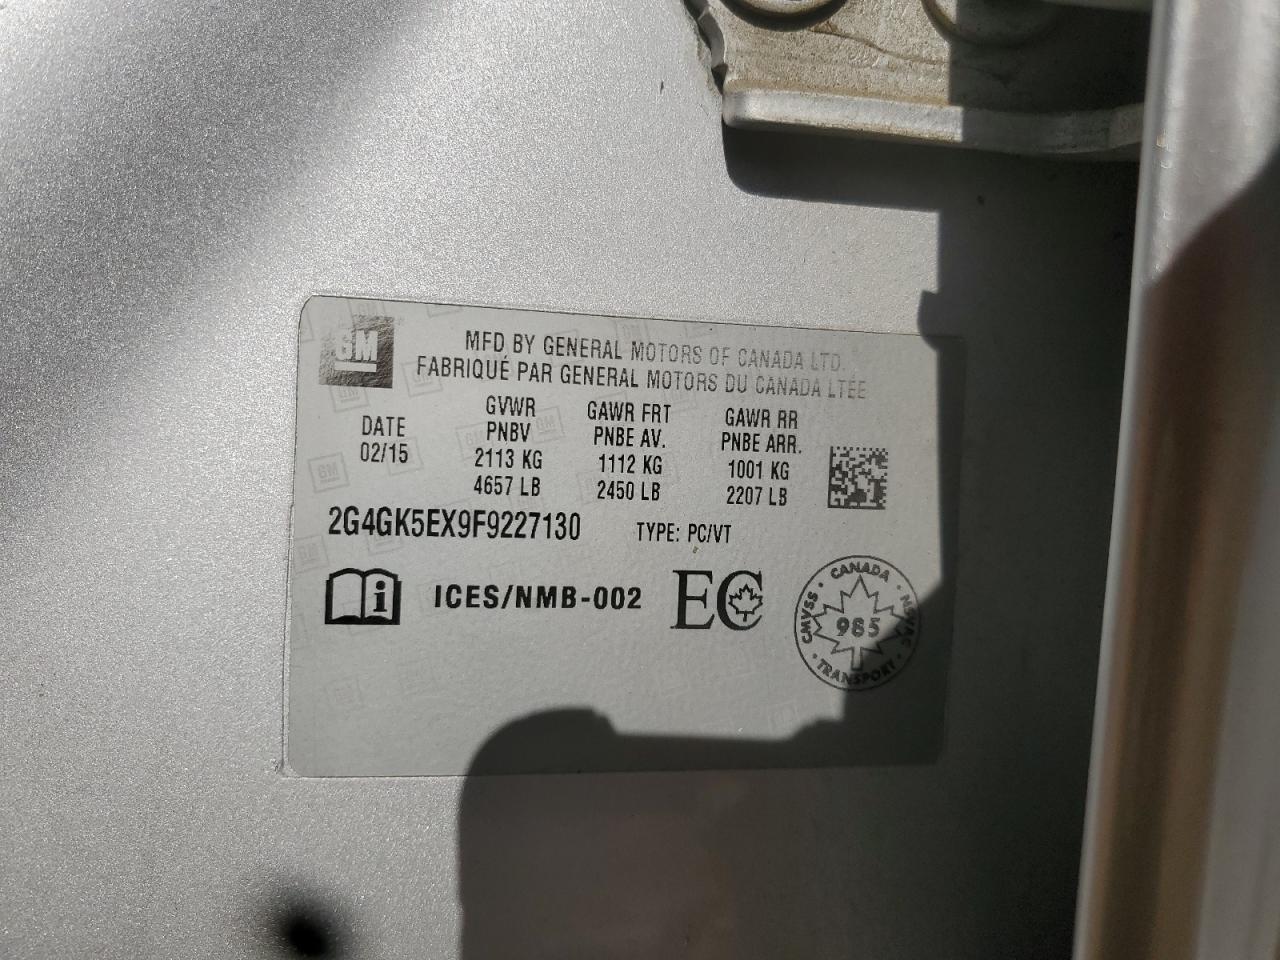 GM
MFD BY GENERAL MOTORS OF CANADA LTD.
FABRIQUÉ PAR GENERAL MOTORS DU CANADA LTÉE
DATE GVWR GAWR FRT GAWR RR
02/15 PNBV PNBE AV. PNBE ARR.
2113 KG 1112 KG 1001 KG
4657 LB 2450 LB 2207 LB
2G4GK5EX9F9227130 TYPE: PC/VT
i ICES/NMB-002 EC
CANADA
CMVSS 985 NSVAC
TRANSPORT